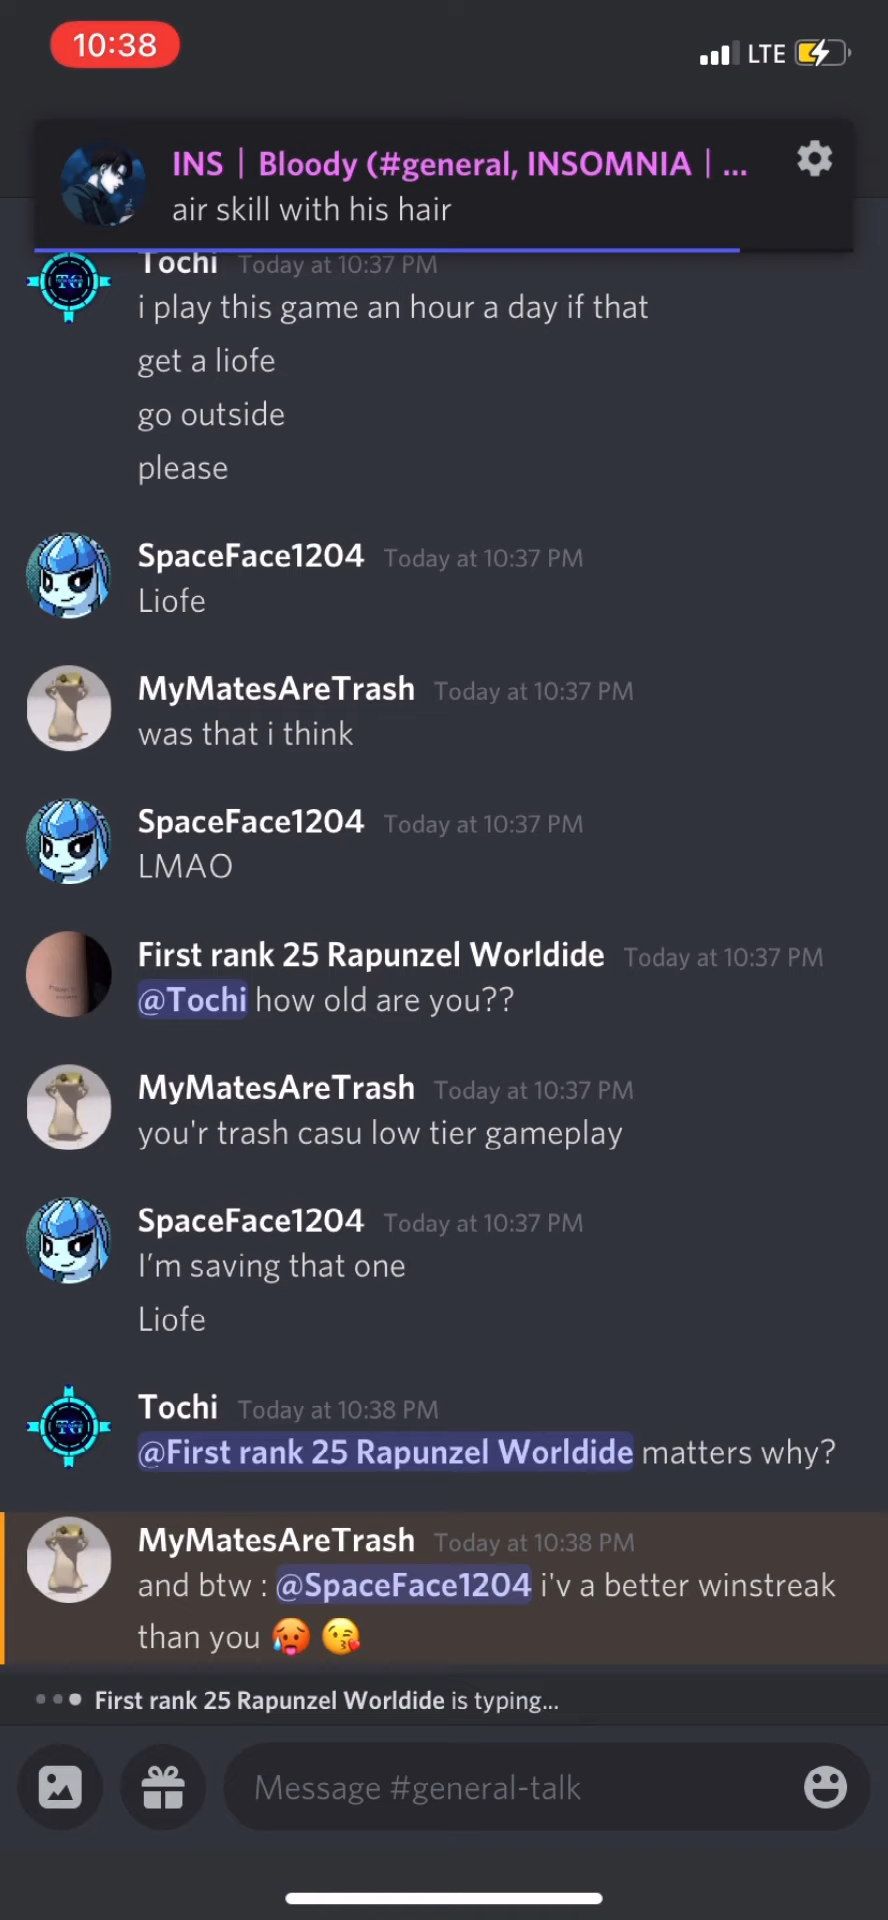 10:38
LTE
INS | Bloody (#general, INSOMNIA | ...
air skill with his hair
Tochi Today at 10:37 PM
TG
i play this game an hour a day if that
get a liofe
go outside
please
SpaceFace1204 Today at 10:37 PM
Liofe
MyMatesAreTrash Today at 10:37 PM
was that i think
SpaceFace1204 Today at 10:37 PM
LMAO
First rank 25 Rapunzel Worldide Today at 10:37 PM
@Tochi how old are you??
MyMatesAreTrash Today at 10:37 PM
you'r trash casu low tier gameplay
SpaceFace1204 Today at 10:37 PM
I'm saving that one
Liofe
Tochi Today at 10:38 PM
TG
@First rank 25 Rapunzel Worldide matters why?
MyMatesAreTrash Today at 10:38 PM
and btw : @SpaceFace1204 i'v a better winstreak
than you 🥵 😘
First rank 25 Rapunzel Worldide is typing...
Message #general-talk